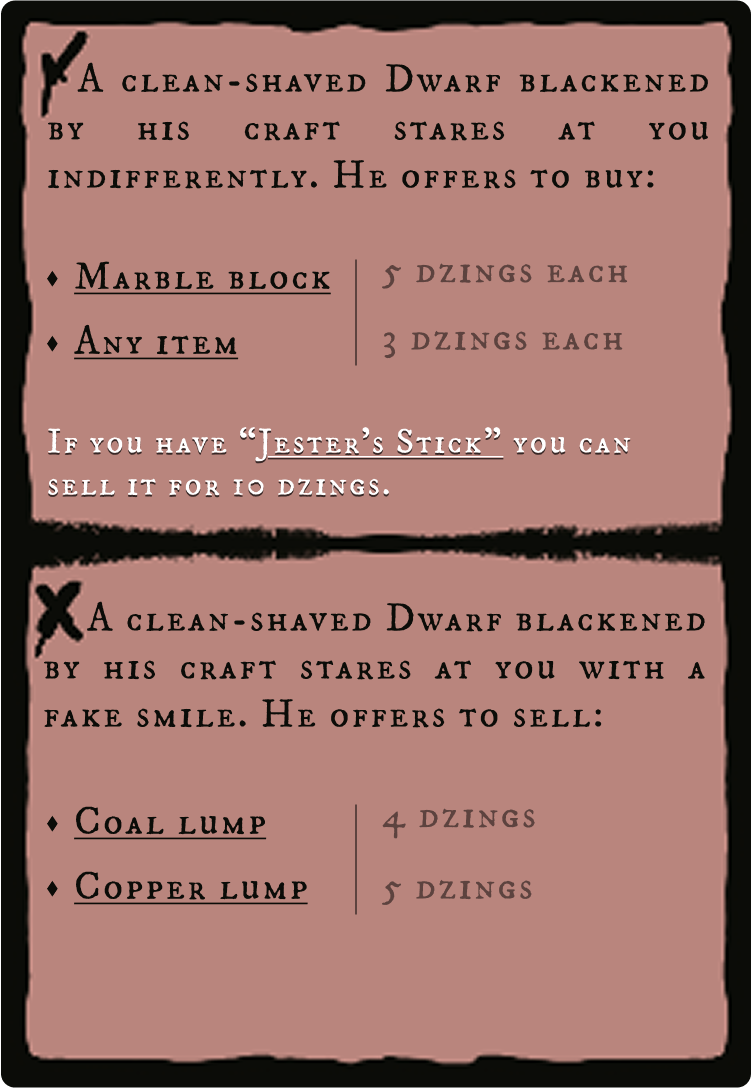 A clean-shaved Dwarf blackened
by his craft stares at you
indifferently. He offers to buy:
♦ Marble block 5 dzings each
♦ Any item 3 dzings each
If you have “Jester’s Stick” you can
sell it for 10 dzings.
A clean-shaved Dwarf blackened
by his craft stares at you with a
fake smile. He offers to sell:
♦ Coal lump 4 dzings
♦ Copper lump 5 dzings